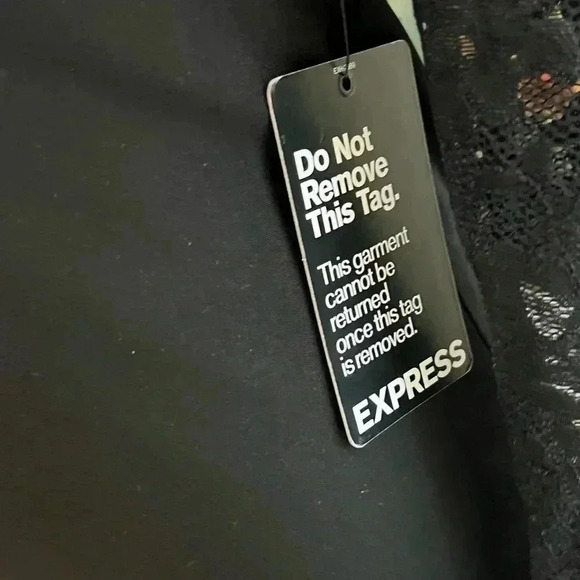 Do Not
Remove
This Tag.
This garment
cannot be
returned
once this tag
is removed.
EXPRESS